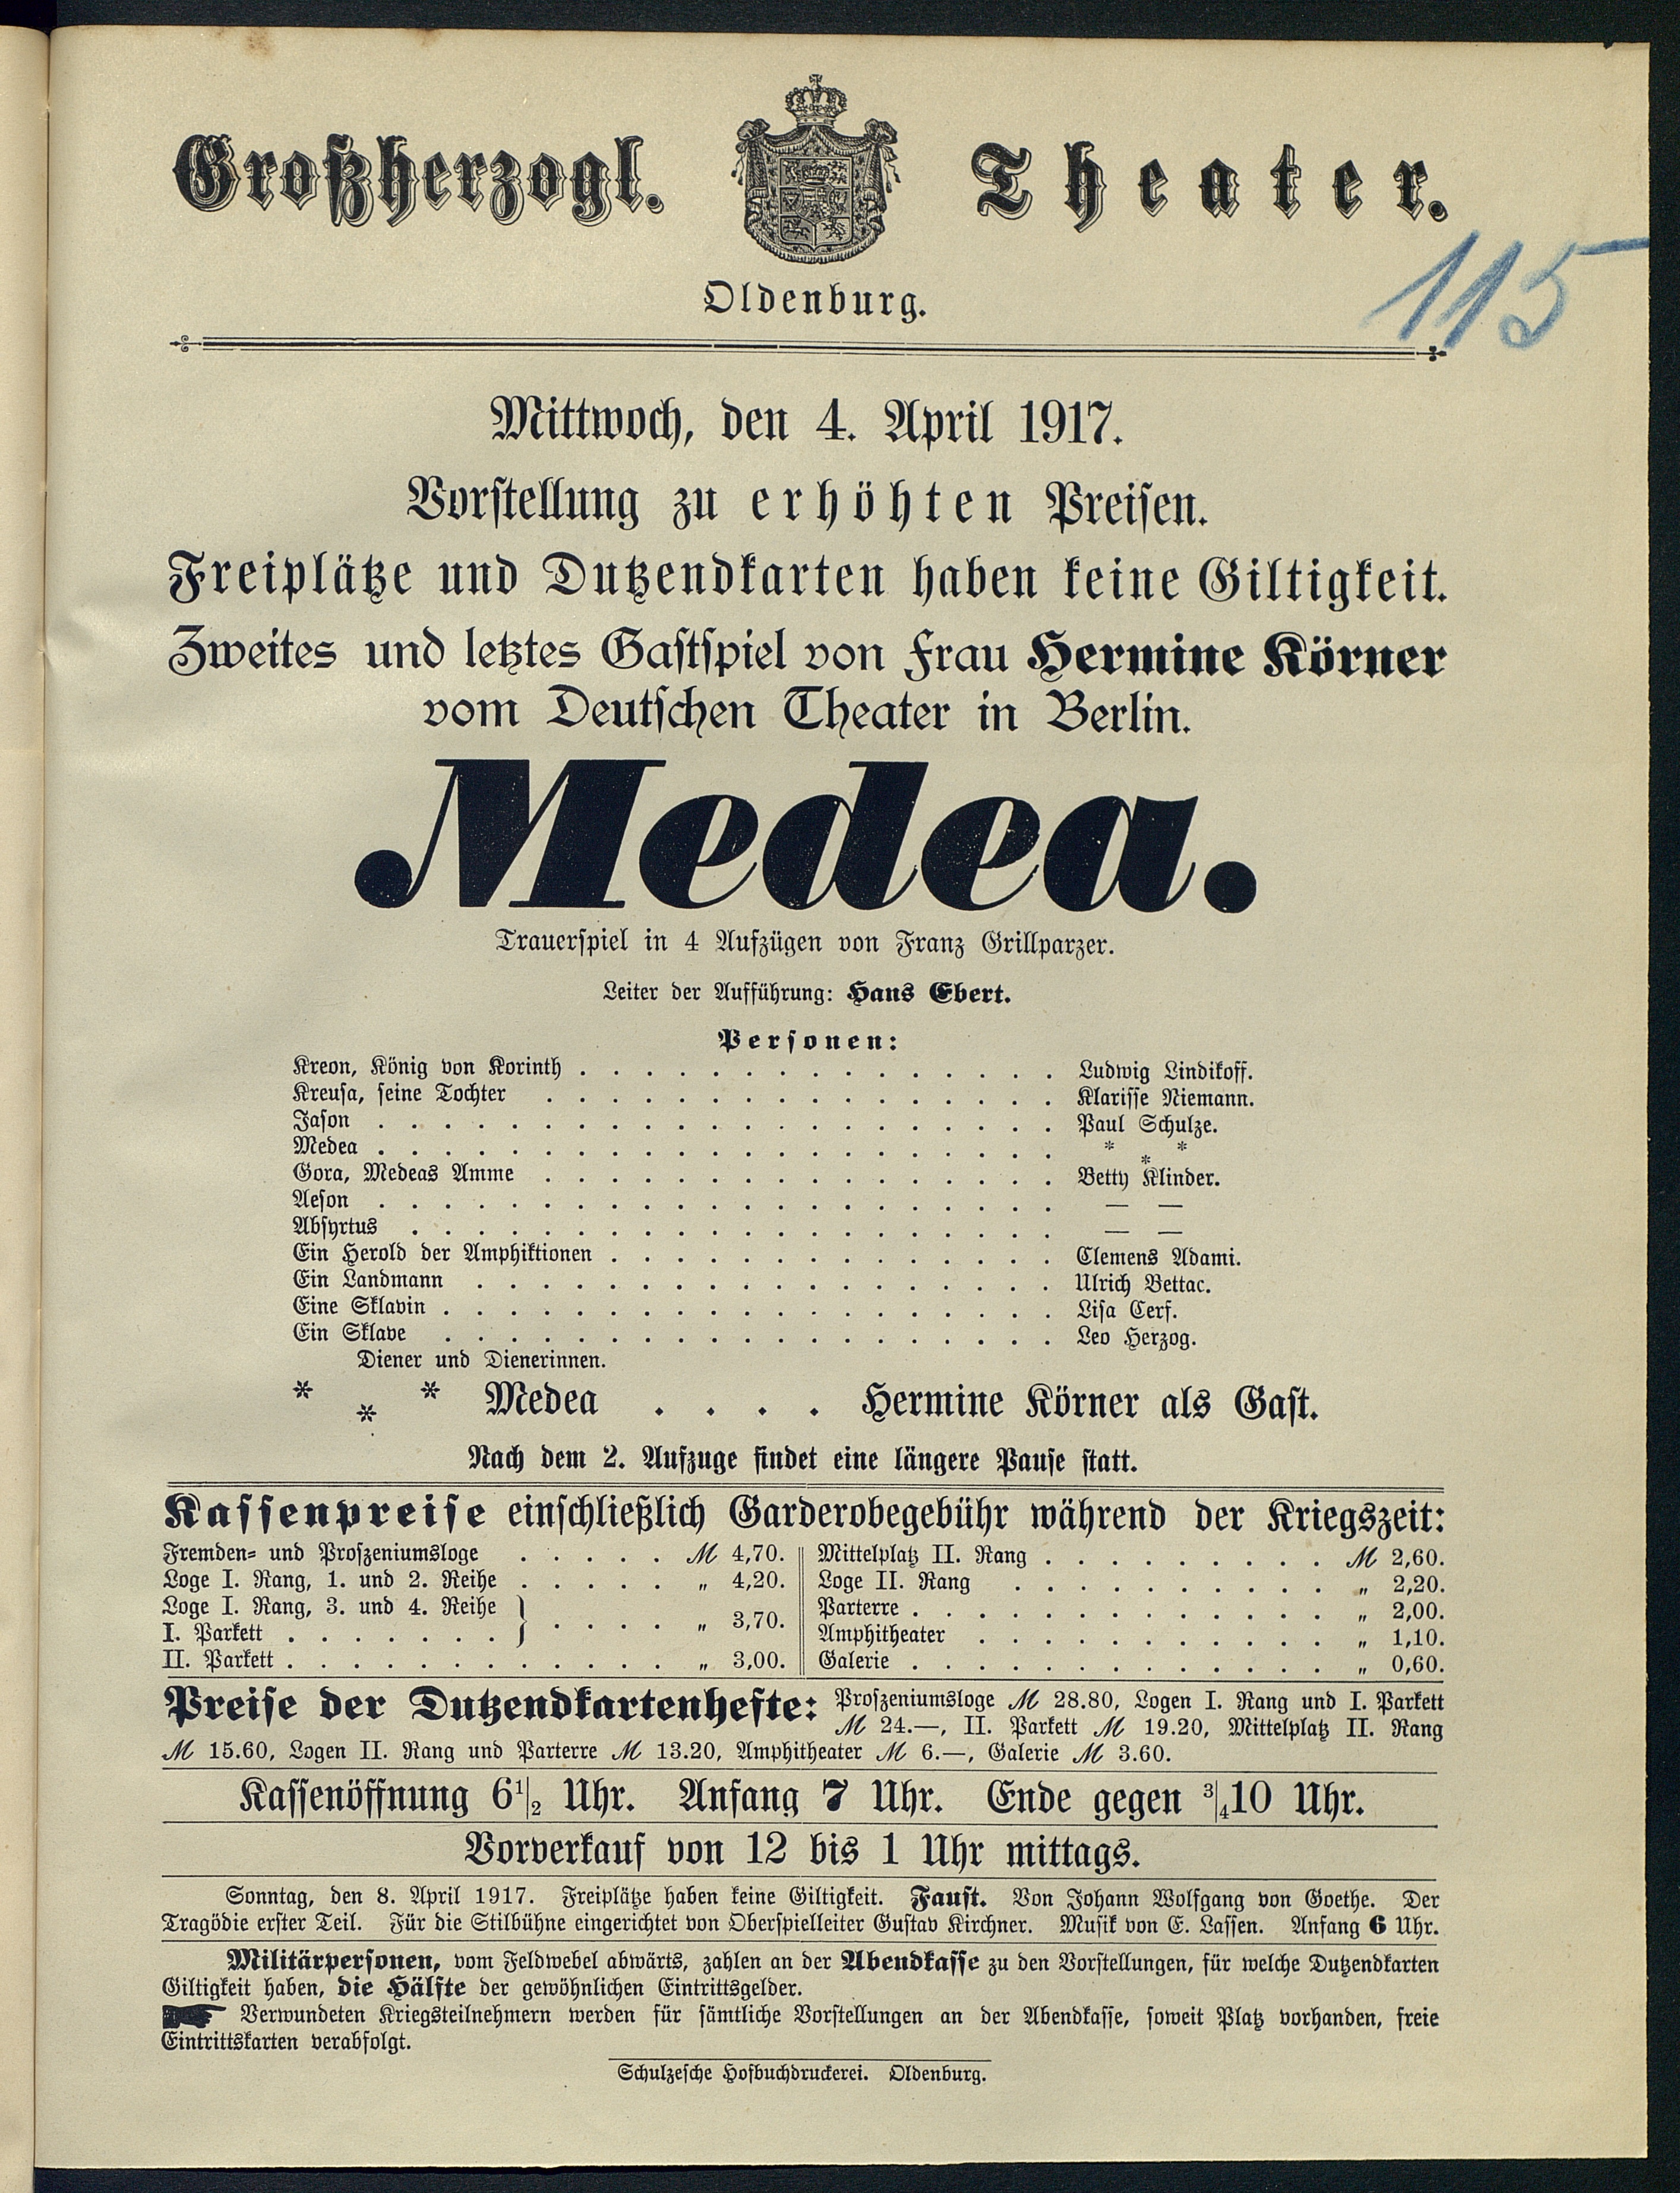 Großherzogl. Theater.
115
Oldenburg.
Mittwoch, den 4. April 1917.
Vorstellung zu erhöhten Preisen.
Freiplätze und Dutzendkarten haben keine Giltigkeit.
Zweites und letztes Gastspiel von Frau Hermine Körner
vom Deutschen Theater in Berlin.
Medea.
Trauerspiel in 4 Aufzügen von Franz Grillparzer.
Leiter der Aufführung: Hans Ebert.
Personen:
Kreon, König von Korinth . . . . . . . . . . . . . . . Ludwig Lindikoff.
Kreusa, seine Tochter . . . . . . . . . . . . . . . . Klarisse Niemann.
Jason . . . . . . . . . . . . . . . . . . . . . Paul Schulze.
Medea . . . . . . . . . . . . . . . . . . . . . * * *
Gora, Medeas Amme . . . . . . . . . . . . . . . . Betty Klinder.
Aeson . . . . . . . . . . . . . . . . . . . . . — —
Absyrtus . . . . . . . . . . . . . . . . . . . . — —
Ein Herold der Amphiktionen . . . . . . . . . . . . . . Clemens Adami.
Ein Landmann . . . . . . . . . . . . . . . . . . Ulrich Bettac.
Eine Sklavin . . . . . . . . . . . . . . . . . . . Lisa Cerf.
Ein Sklave . . . . . . . . . . . . . . . . . . . Leo Herzog.
Diener und Dienerinnen.
* * * Medea . . . . Hermine Körner als Gast.
Nach dem 2. Aufzuge findet eine längere Pause statt.
Kassenpreise einschließlich Garderobegebühr während der Kriegszeit:
Fremden- und Proszeniumsloge . . . . . M 4,70.
Loge I. Rang, 1. und 2. Reihe . . . . . „ 4,20.
Loge I. Rang, 3. und 4. Reihe }
I. Parkett . . . . . . . } . . . . „ 3,70.
II. Parkett . . . . . . . . . . . . „ 3,00.
Mittelplatz II. Rang . . . . . . . . . . M 2,60.
Loge II. Rang . . . . . . . . . . „ 2,20.
Parterre . . . . . . . . . . . . „ 2,00.
Amphitheater . . . . . . . . . . . „ 1,10.
Galerie . . . . . . . . . . . . „ 0,60.
Preise der Dutzendkartenhefte: Proszeniumsloge M 28.80, Logen I. Rang und I. Parkett
M 24.—, II. Parkett M 19.20, Mittelplatz II. Rang
M 15.60, Logen II. Rang und Parterre M 13.20, Amphitheater M 6.—, Galerie M 3.60.
Kassenöffnung 6 1/2 Uhr. Anfang 7 Uhr. Ende gegen 3/4 10 Uhr.
Vorverkauf von 12 bis 1 Uhr mittags.
Sonntag, den 8. April 1917. Freiplätze haben keine Giltigkeit. Faust. Von Johann Wolfgang von Goethe. Der
Tragödie erster Teil. Für die Stilbühne eingerichtet von Oberspielleiter Gustav Kirchner. Musik von E. Lassen. Anfang 6 Uhr.
Militärpersonen, vom Feldwebel abwärts, zahlen an der Abendkasse zu den Vorstellungen, für welche Dutzendkarten
Giltigkeit haben, die Hälfte der gewöhnlichen Eintrittsgelder.
Verwundeten Kriegsteilnehmern werden für sämtliche Vorstellungen an der Abendkasse, soweit Platz vorhanden, freie
Eintrittskarten verabfolgt.
Schulzesche Hofbuchdruckerei. Oldenburg.